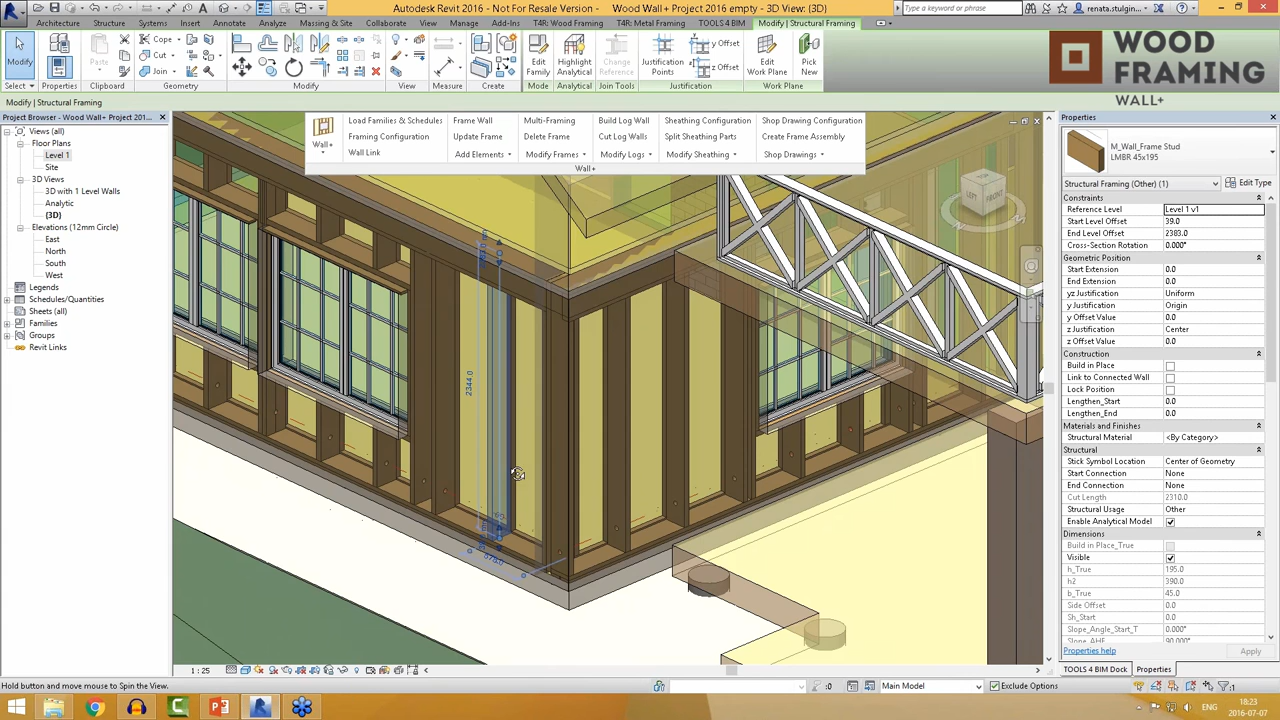 Autodesk Revit 2016 - Not For Resale Version - Wood Wall+ Project 2016 empty - 3D View: {3D}
Type a keyword or phrase
renata.stulgin...
Architecture Structure Systems Insert Annotate Analyze Massing & Site Collaborate View Manage Add-Ins T4R: Wood Framing T4R: Metal Framing TOOLS 4 BIM Modify | Structural Framing
Modify
Paste
Cope
Cut
Join
Edit Family
Highlight Analytical
Change Reference
Justification Points
y Offset
z Offset
Edit Work Plane
Pick New
Select Properties Clipboard Geometry Modify View Measure Create Mode Analytical Join Tools Justification Work Plane
WOOD
FRAMING
WALL+
Modify | Structural Framing
Project Browser - Wood Wall+ Project 201...
Views (all)
Floor Plans
Level 1
Site
3D Views
3D with 1 Level Walls
Analytic
{3D}
Elevations (12mm Circle)
East
North
South
West
Legends
Schedules/Quantities
Sheets (all)
Families
Groups
Revit Links
Wall+
Load Families & Schedules Frame Wall Multi-Framing Build Log Wall Sheathing Configuration Shop Drawing Configuration
Framing Configuration Update Frame Delete Frame Cut Log Walls Split Sheathing Parts Create Frame Assembly
Wall Link Add Elements Modify Frames Modify Logs Modify Sheathing Shop Drawings
Wall+
TOP
LEFT
FRONT
2344.0
Properties
M_Wall_Frame Stud
LMBR 45x195
Structural Framing (Other) (1)
Edit Type
Constraints
Reference Level Level 1 v1
Start Level Offset 39.0
End Level Offset 2383.0
Cross-Section Rotation 0.000°
Geometric Position
Start Extension 0.0
End Extension 0.0
yz Justification Uniform
y Justification Origin
y Offset Value 0.0
z Justification Center
z Offset Value 0.0
Construction
Build in Place
Link to Connected Wall
Lock Position
Lengthen_Start 0.0
Lengthen_End 0.0
Materials and Finishes
Structural Material <By Category>
Structural
Stick Symbol Location Center of Geometry
Start Connection None
End Connection None
Cut Length 2310.0
Structural Usage Other
Enable Analytical Model
Dimensions
Build in Place_True
Visible
h_True 195.0
h2 390.0
b_True 45.0
Side Offset 0.0
Sh_Start 0.0
Slope_Angle_Start_T 0.000°
Properties help
Apply
TOOLS 4 BIM Dock Properties
1 : 25
Hold button and move mouse to Spin the View.
:0
Main Model
Exclude Options
:1
ENG
18:23
2016-07-07